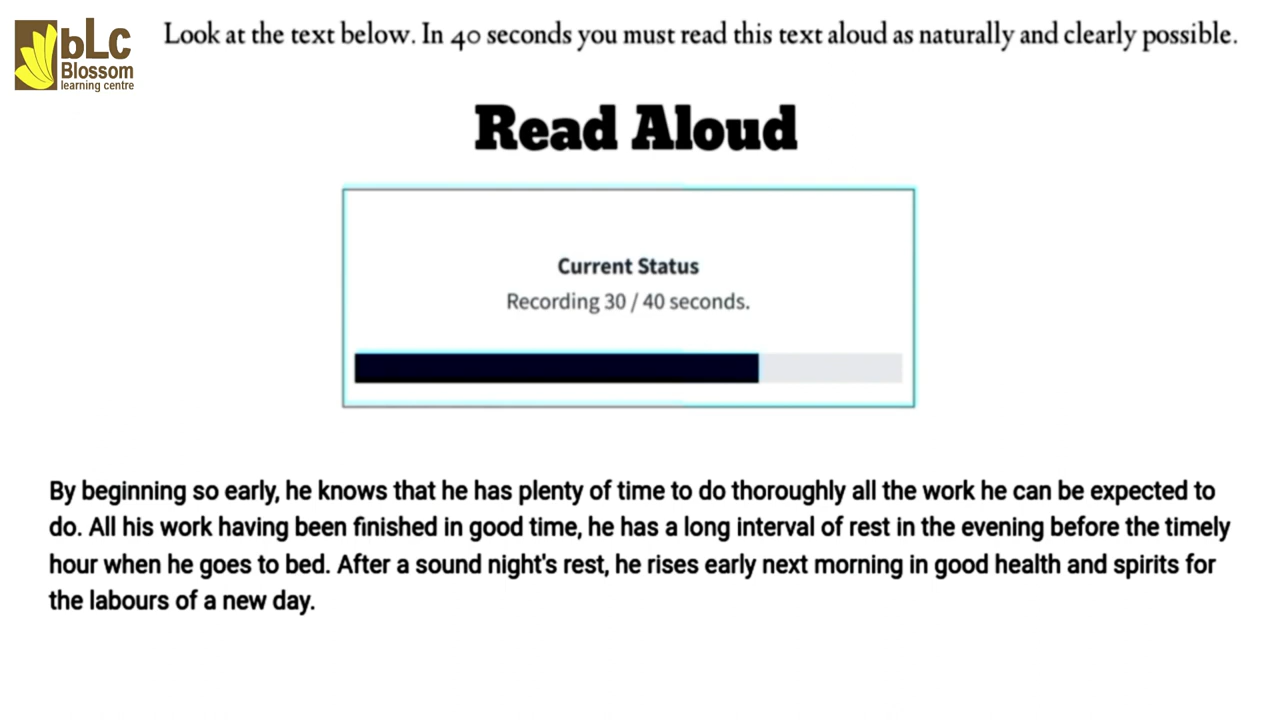 bLC
Blossom
learning centre
Look at the text below. In 40 seconds you must read this text aloud as naturally and clearly possible.
Read Aloud
Current Status
Recording 30 / 40 seconds.
By beginning so early, he knows that he has plenty of time to do thoroughly all the work he can be expected to
do. All his work having been finished in good time, he has a long interval of rest in the evening before the timely
hour when he goes to bed. After a sound night's rest, he rises early next morning in good health and spirits for
the labours of a new day.